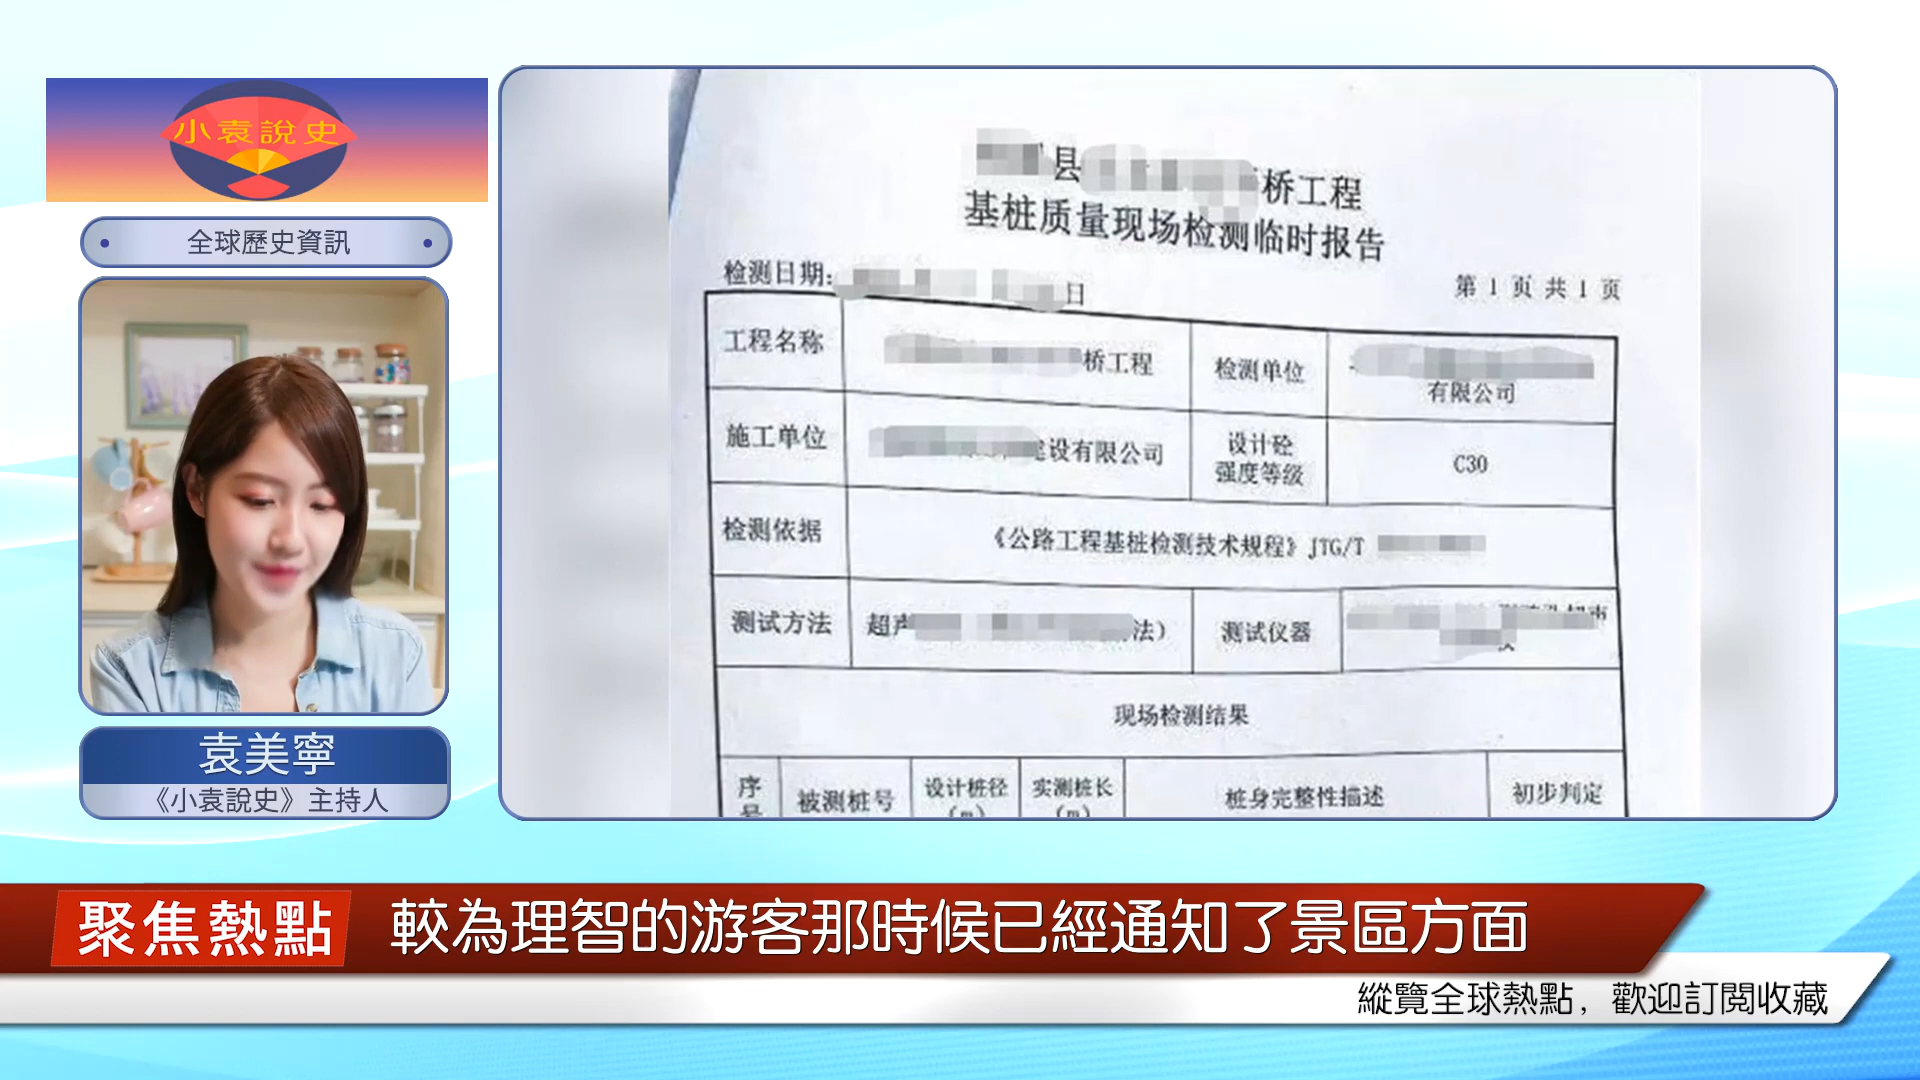 小袁說史
全球歷史資訊
袁美寧
《小袁說史》主持人
县 桥工程
基桩质量现场检测临时报告
检测日期: 日
第 1 页 共 1 页
工程名称 桥工程 检测单位 有限公司
施工单位 建设有限公司 设计砼强度等级 C30
检测依据 《公路工程基桩检测技术规程》JTG/T
测试方法 超声 法) 测试仪器 超声
现场检测结果
序号 被测桩号 设计桩径(m) 实测桩长(m) 桩身完整性描述 初步判定
聚焦熱點 較為理智的游客那時候已經通知了景區方面
縱覽全球熱點，歡迎訂閱收藏